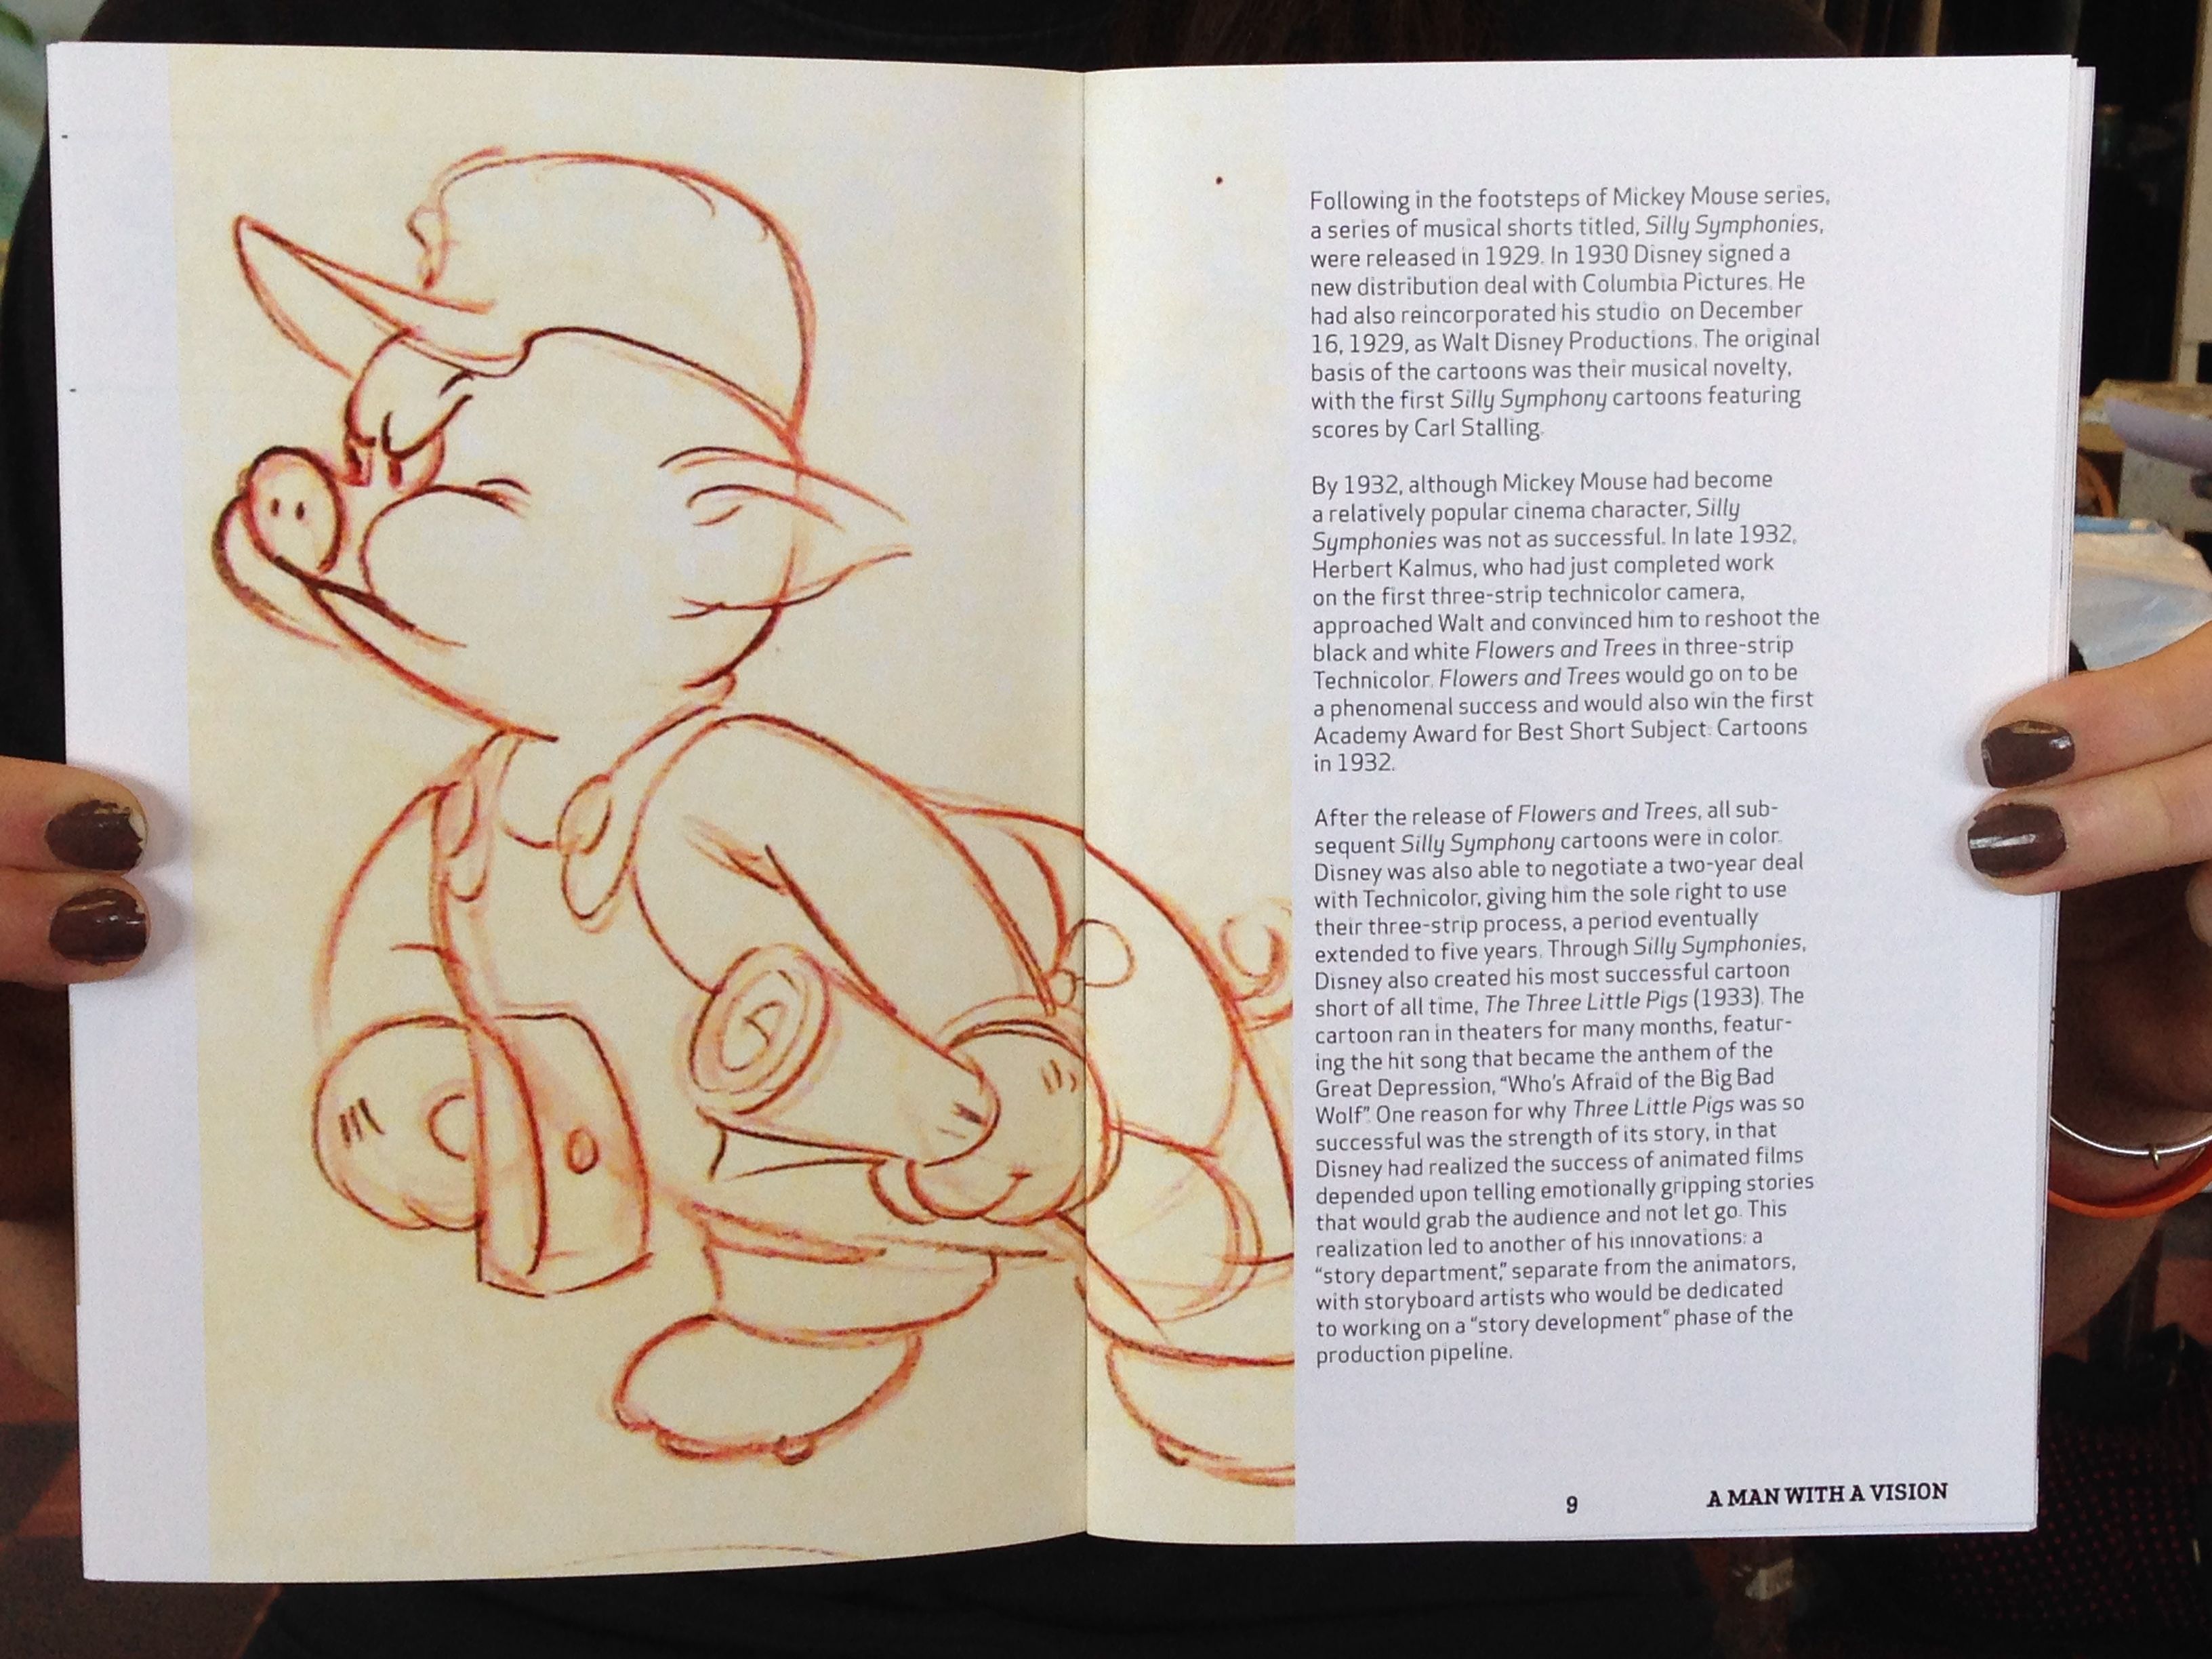 Following in the footsteps of Mickey Mouse series,
a series of musical shorts titled, Silly Symphonies,
were released in 1929. In 1930 Disney signed a
new distribution deal with Columbia Pictures. He
had also reincorporated his studio on December
16, 1929, as Walt Disney Productions. The original
basis of the cartoons was their musical novelty,
with the first Silly Symphony cartoons featuring
scores by Carl Stalling.
By 1932, although Mickey Mouse had become
a relatively popular cinema character, Silly
Symphonies was not as successful. In late 1932,
Herbert Kalmus, who had just completed work
on the first three-strip technicolor camera,
approached Walt and convinced him to reshoot the
black and white Flowers and Trees in three-strip
Technicolor. Flowers and Trees would go on to be
a phenomenal success and would also win the first
Academy Award for Best Short Subject: Cartoons
in 1932.
After the release of Flowers and Trees, all sub-
sequent Silly Symphony cartoons were in color.
Disney was also able to negotiate a two-year deal
with Technicolor, giving him the sole right to use
their three-strip process, a period eventually
extended to five years. Through Silly Symphonies,
Disney also created his most successful cartoon
short of all time, The Three Little Pigs (1933). The
cartoon ran in theaters for many months, featur-
ing the hit song that became the anthem of the
Great Depression, “Who’s Afraid of the Big Bad
Wolf”. One reason for why Three Little Pigs was so
successful was the strength of its story, in that
Disney had realized the success of animated films
depended upon telling emotionally gripping stories
that would grab the audience and not let go. This
realization led to another of his innovations: a
“story department,” separate from the animators,
with storyboard artists who would be dedicated
to working on a “story development” phase of the
production pipeline.
9 A MAN WITH A VISION